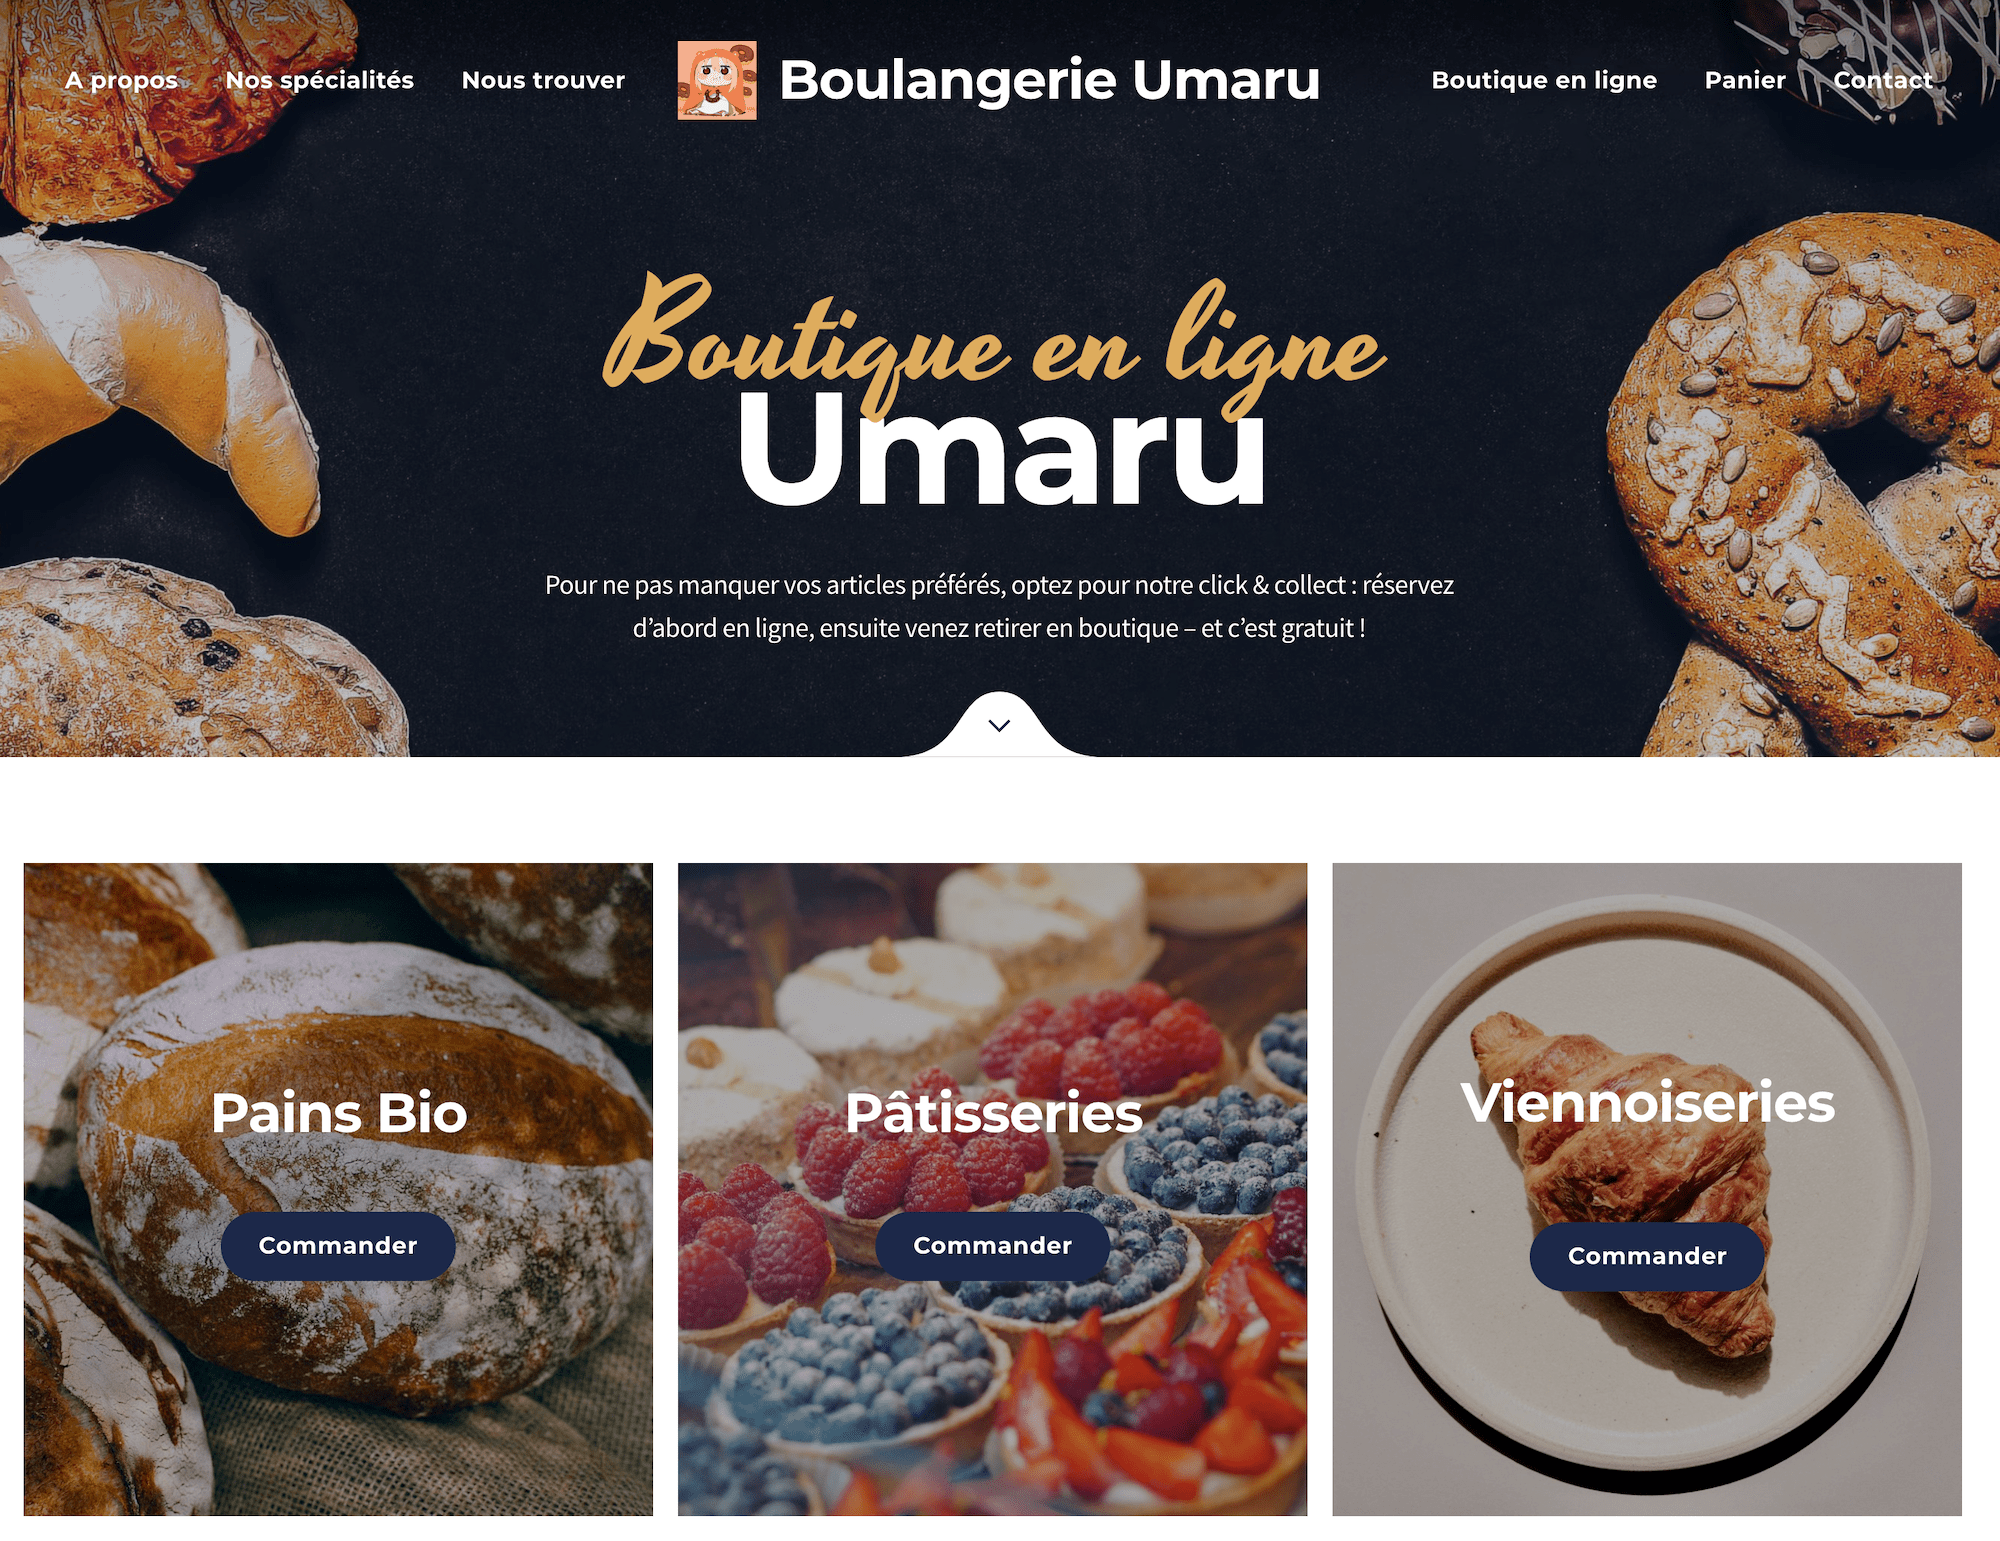 A propos
Nos spécialités
Nous trouver
Boulangerie Umaru
Boutique en ligne
Panier
Contact
Boutique en ligne
Umaru
Pour ne pas manquer vos articles préférés, optez pour notre click & collect : réservez
d’abord en ligne, ensuite venez retirer en boutique – et c’est gratuit !
Pains Bio
Commander
Pâtisseries
Commander
Viennoiseries
Commander